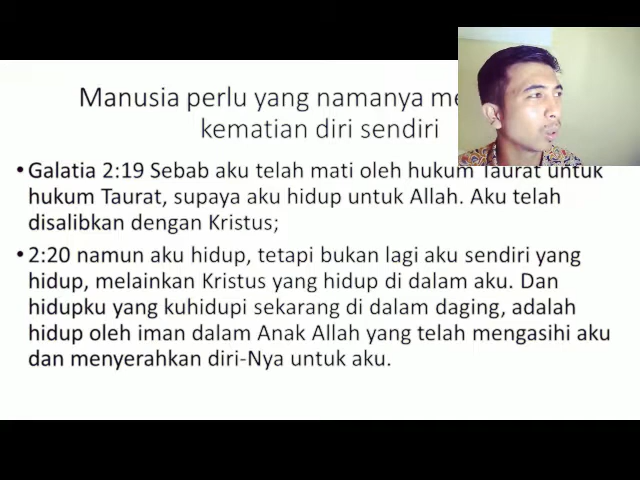 Manusia perlu yang namanya
kematian diri sendiri
•Galatia 2:19 Sebab aku telah mati oleh hukum Taurat untuk
hukum Taurat, supaya aku hidup untuk Allah. Aku telah
disalibkan dengan Kristus;
•2:20 namun aku hidup, tetapi bukan lagi aku sendiri yang
hidup, melainkan Kristus yang hidup di dalam aku. Dan
hidupku yang kuhidupi sekarang di dalam daging, adalah
hidup oleh iman dalam Anak Allah yang telah mengasihi aku
dan menyerahkan diri-Nya untuk aku.